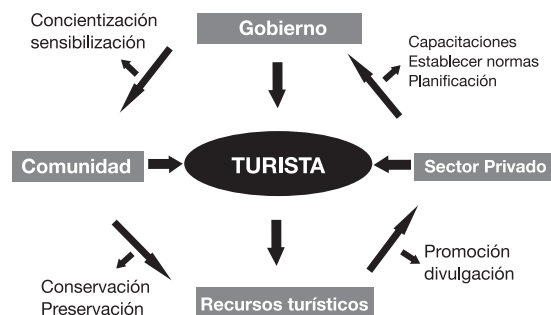 Concientización
sensibilización
Gobierno
Capacitaciones
Establecer normas
Planificación
Comunidad
TURISTA
Sector Privado
Conservación
Preservación
Promoción
divulgación
Recursos turísticos